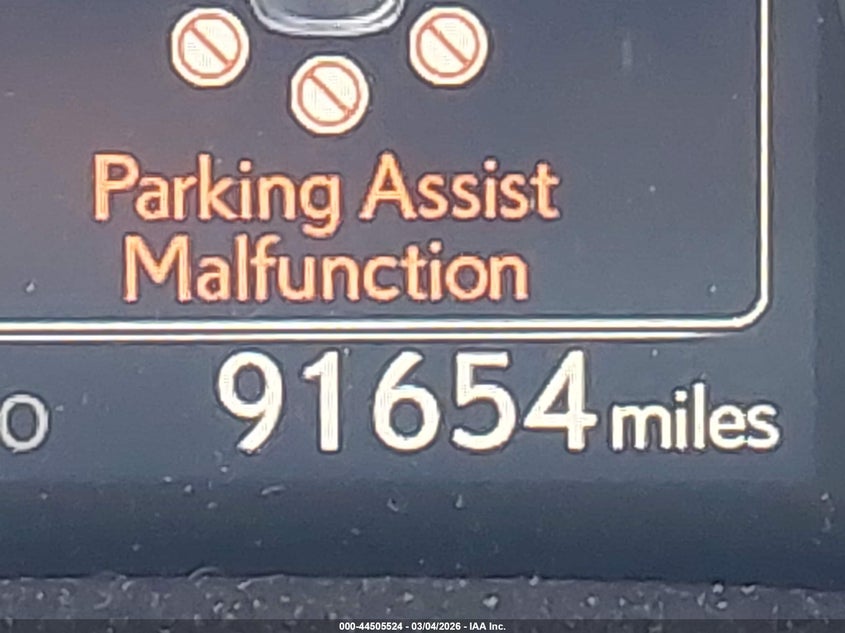 Parking Assist
Malfunction
91654 miles
000-44505524 - 03/04/2026 - IAA Inc.